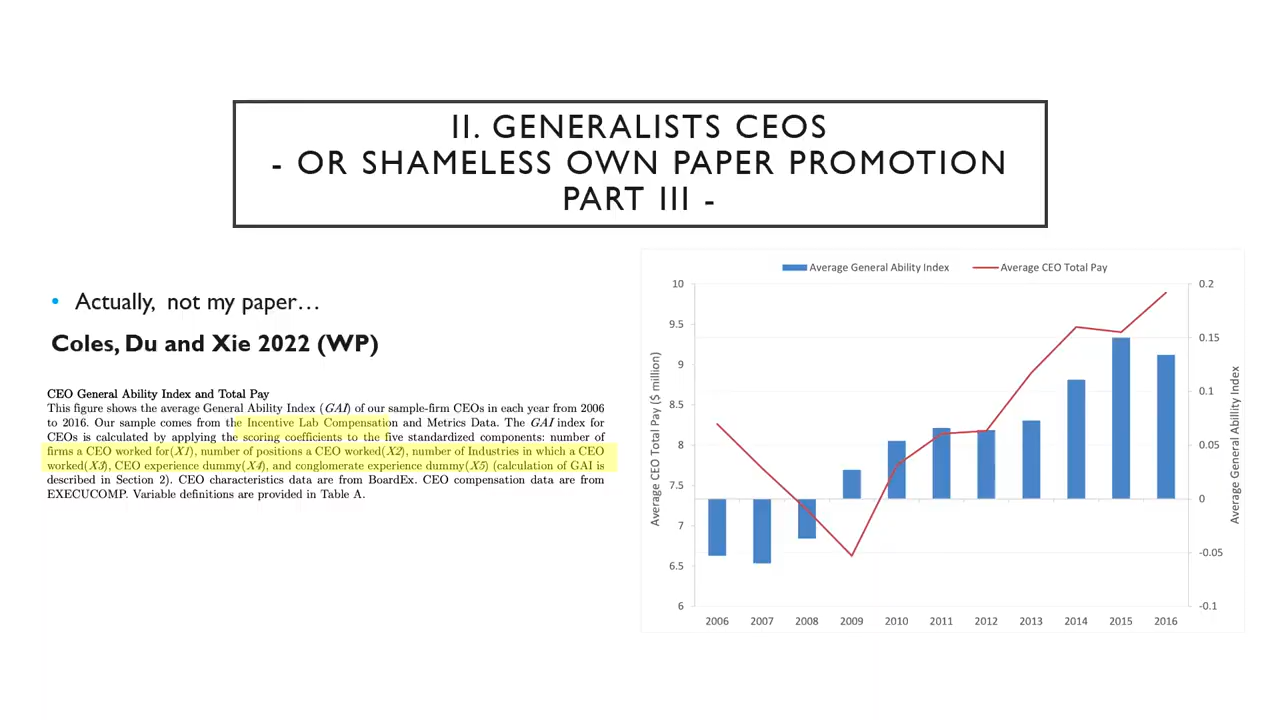 II. GENERALISTS CEOS
- OR SHAMELESS OWN PAPER PROMOTION
PART III -
• Actually, not my paper…
Coles, Du and Xie 2022 (WP)
CEO General Ability Index and Total Pay
This figure shows the average General Ability Index (GAI) of our sample-firm CEOs in each year from 2006
to 2016. Our sample comes from the Incentive Lab Compensation and Metrics Data. The GAI index for
CEOs is calculated by applying the scoring coefficients to the five standardized components: number of
firms a CEO worked for(X1), number of positions a CEO worked(X2), number of Industries in which a CEO
worked(X3), CEO experience dummy(X4), and conglomerate experience dummy(X5) (calculation of GAI is
described in Section 2). CEO characteristics data are from BoardEx. CEO compensation data are from
EXECUCOMP. Variable definitions are provided in Table A.
Average General Ability Index
Average CEO Total Pay
Average CEO Total Pay ($ million)
10
9.5
9
8.5
8
7.5
7
6.5
6
0.2
0.15
0.1
0.05
0
-0.05
-0.1
Average General Abillity Index
2006 2007 2008 2009 2010 2011 2012 2013 2014 2015 2016